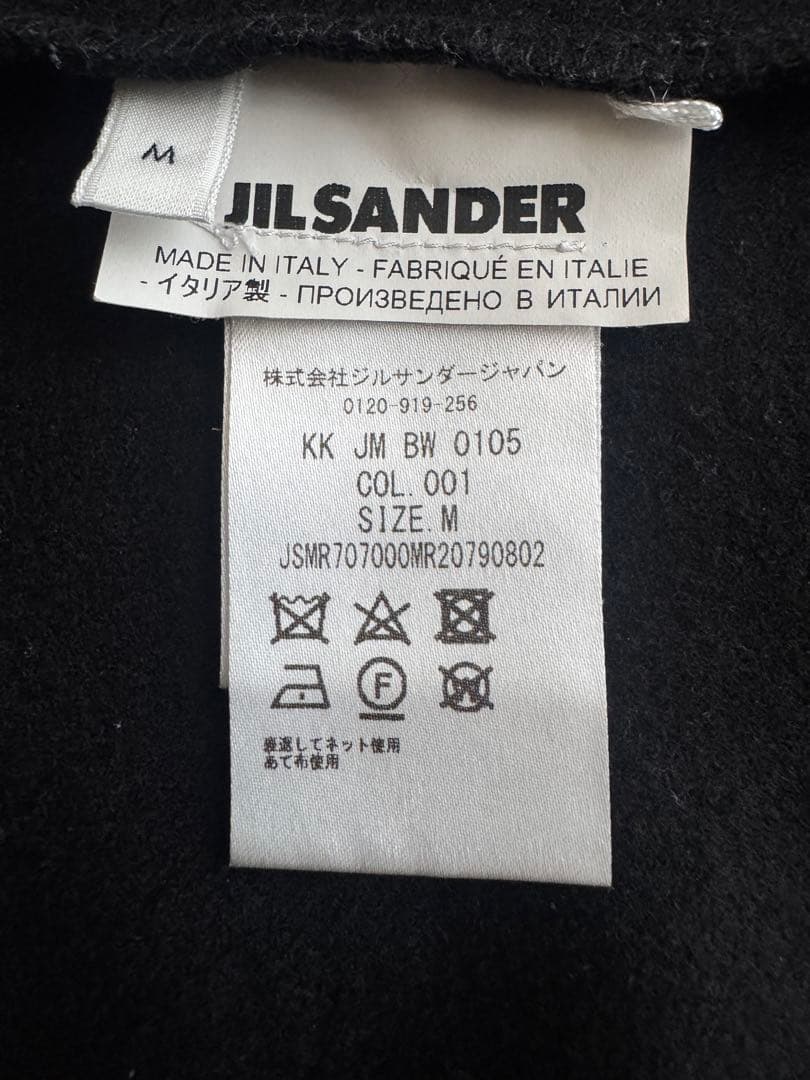 M
JIL SANDER
MADE IN ITALY - FABRIQUÉ EN ITALIE
- イタリア製 - ПРОИЗВЕДЕНО В ИТАЛИИ
株式会社ジルサンダージャパン
0120-919-256
KK JM BW 0105
COL.001
SIZE.M
JSMR707000MR20790802
F
W
裏返してネット使用
あて布使用